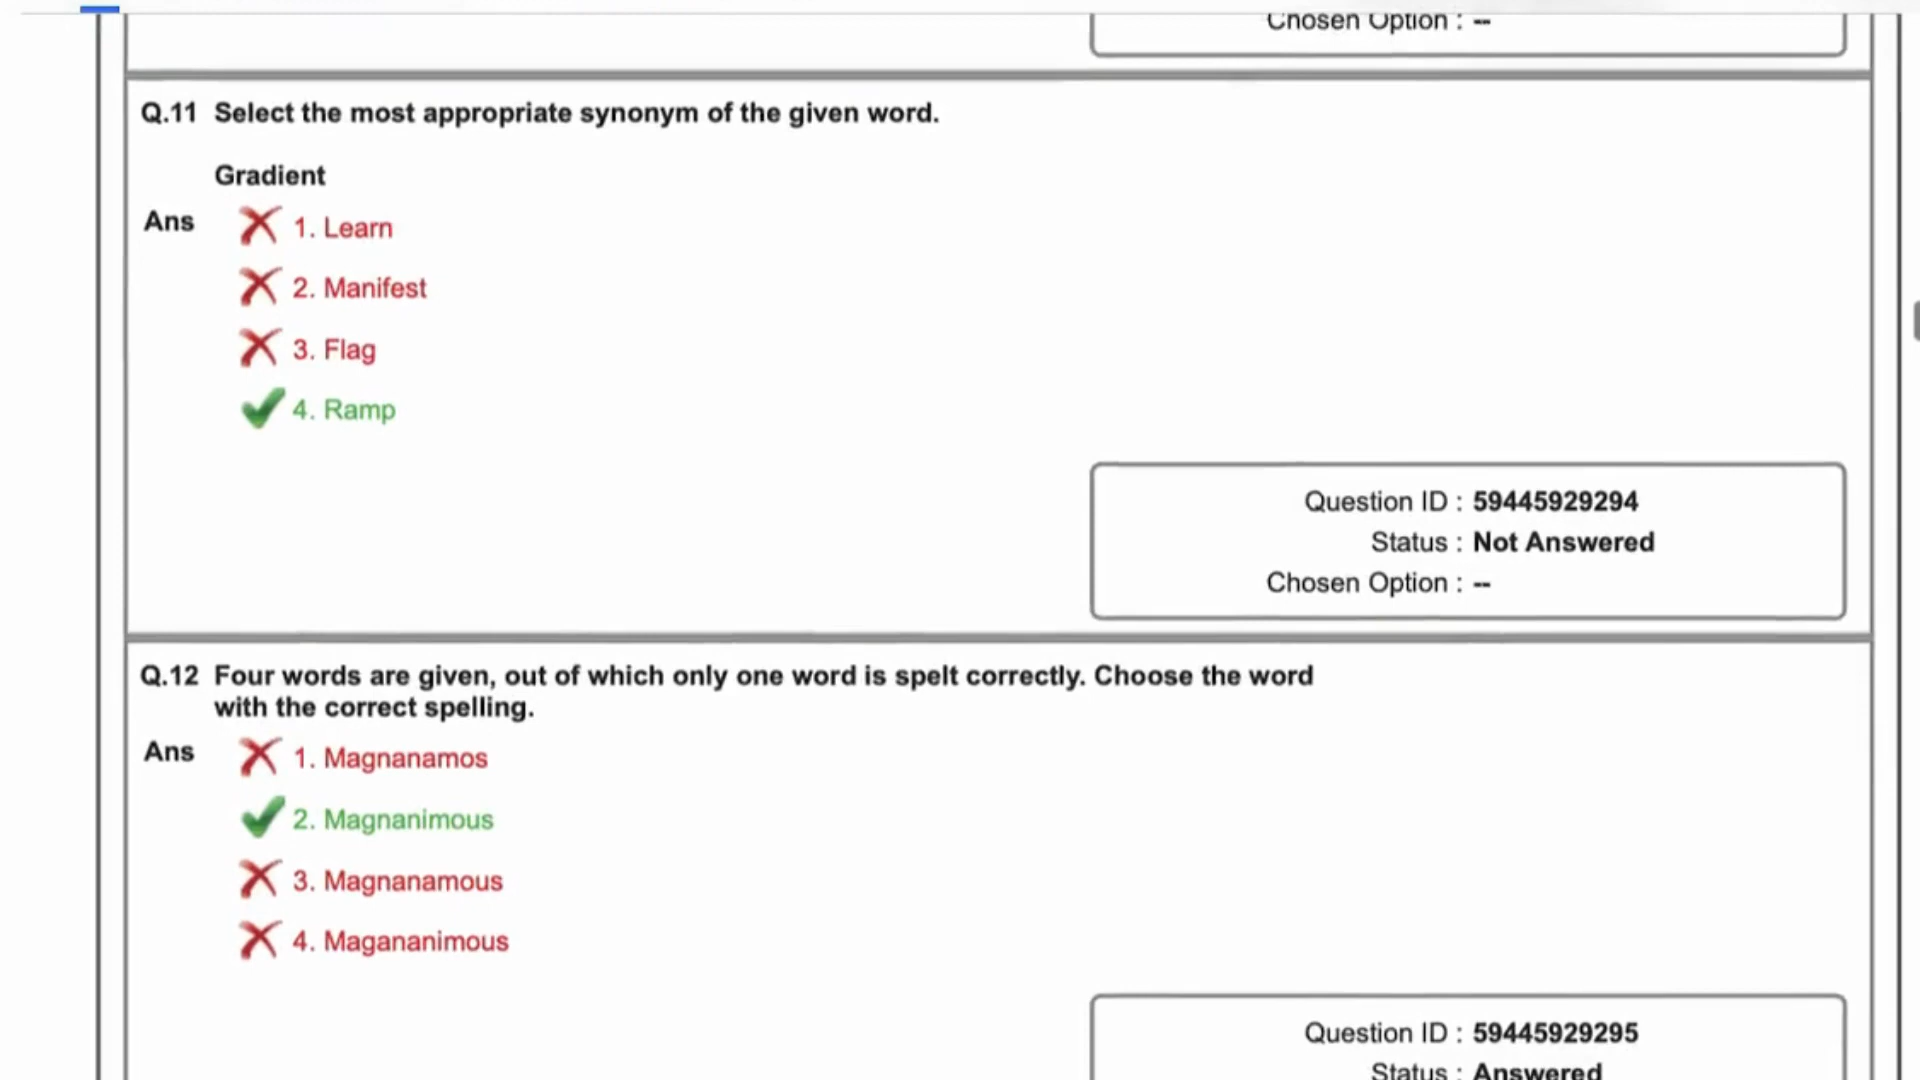 Chosen Option : --
Q.11 Select the most appropriate synonym of the given word.
Gradient
Ans 1. Learn
2. Manifest
3. Flag
4. Ramp
Question ID : 59445929294
Status : Not Answered
Chosen Option : --
Q.12 Four words are given, out of which only one word is spelt correctly. Choose the word
with the correct spelling.
Ans 1. Magnanamos
2. Magnanimous
3. Magnanamous
4. Magananimous
Question ID : 59445929295
Status : Answered